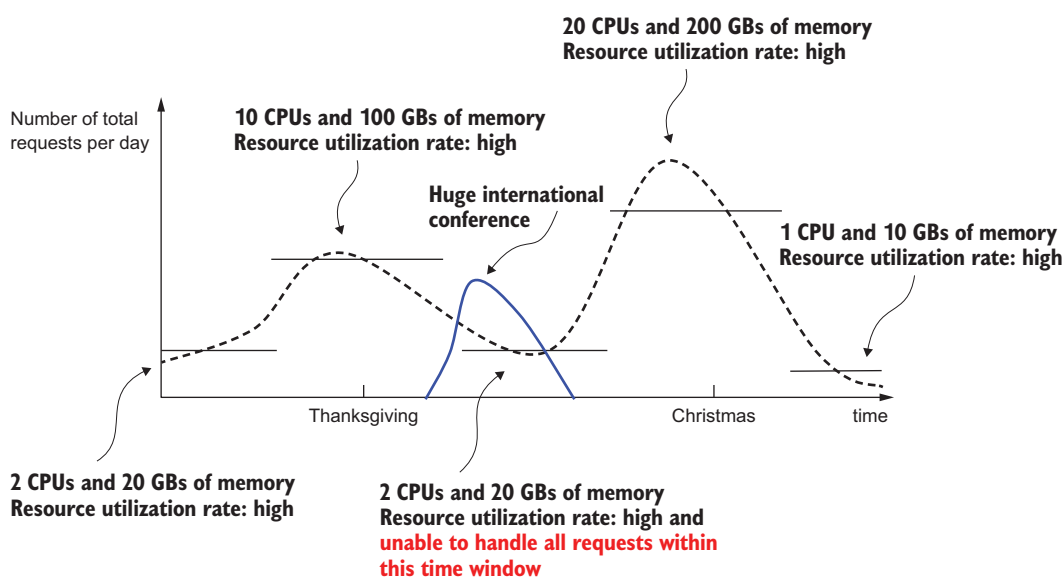 20 CPUs and 200 GBs of memory
Resource utilization rate: high
Number of total
requests per day
10 CPUs and 100 GBs of memory
Resource utilization rate: high
Huge international
conference
1 CPU and 10 GBs of memory
Resource utilization rate: high
Thanksgiving
Christmas
time
2 CPUs and 20 GBs of memory
Resource utilization rate: high
2 CPUs and 20 GBs of memory
Resource utilization rate: high and
unable to handle all requests within
this time window